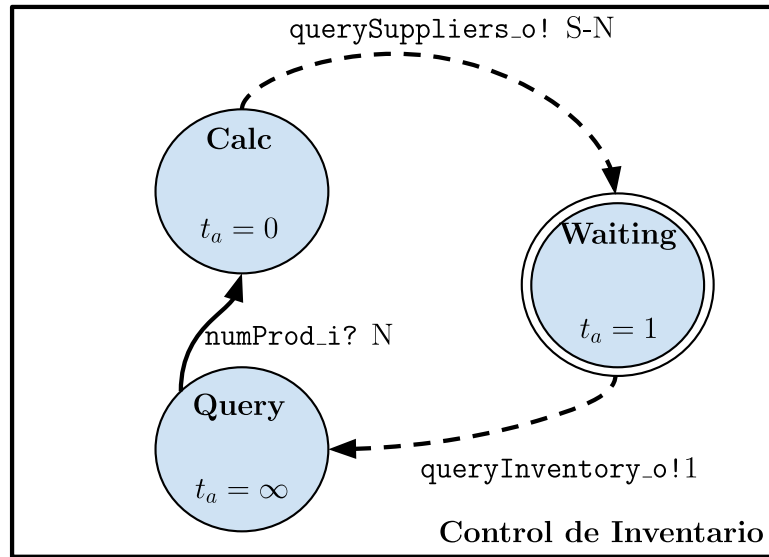 querySuppliers_o! S-N
Calc
t_a = 0
Waiting
t_a = 1
numProd_i? N
Query
t_a = ∞
queryInventory_o!1
Control de Inventario